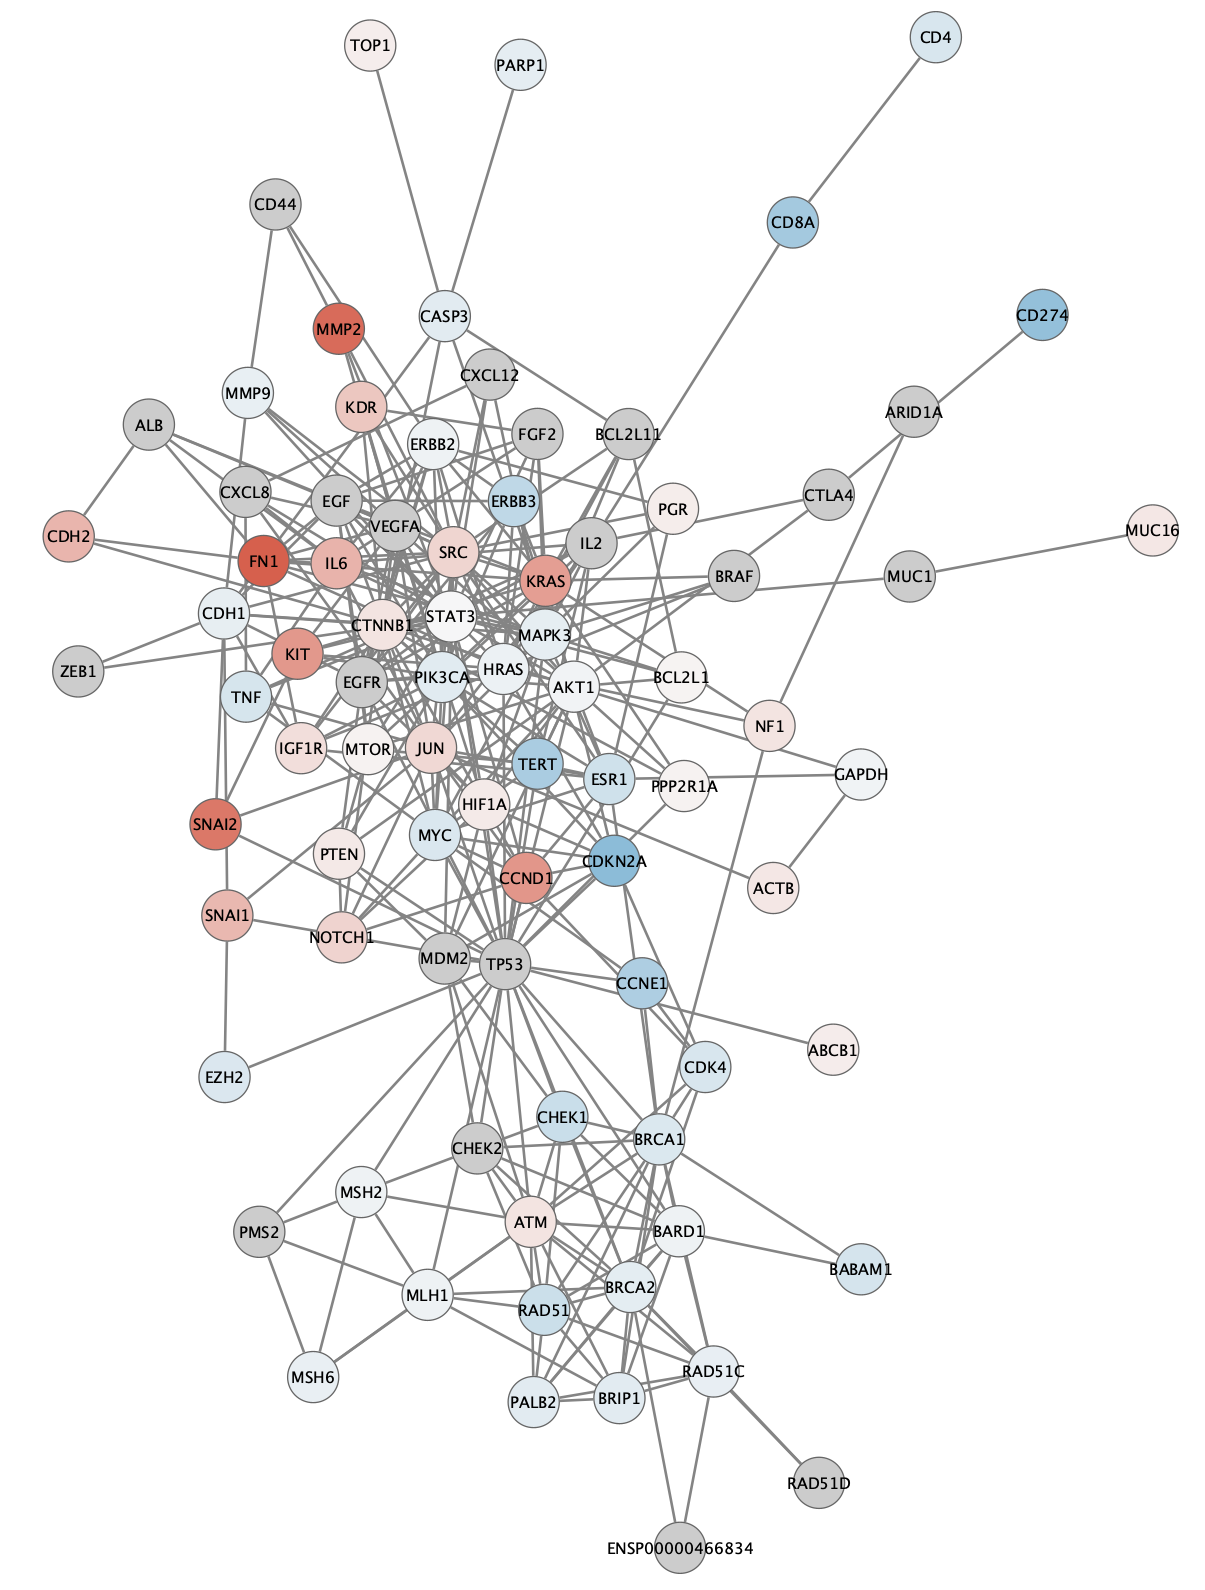 CD4
TOP1
PARP1
CD44
CD8A
CASP3
CD274
MMP2
CXCL12
MMP9
KDR
ARID1A
ALB
ERBB2
FGF2
BCL2L11
CXCL8
EGF
ERBB3
CTLA4
PGR
VEGFA
MUC16
CDH2
IL2
SRC
FN1
IL6
KRAS
BRAF
MUC1
CDH1
STAT3
CTNNB1
MAPK3
KIT
ZEB1
HRAS
PIK3CA
BCL2L1
EGFR
AKT1
TNF
NF1
IGF1R
MTOR
JUN
TERT
GAPDH
ESR1
PPP2R1A
HIF1A
SNAI2
MYC
PTEN
CDKN2A
CCND1
ACTB
SNAI1
NOTCH1
MDM2
TP53
CCNE1
ABCB1
CDK4
EZH2
CHEK1
BRCA1
CHEK2
MSH2
ATM
PMS2
BARD1
BABAM1
BRCA2
MLH1
RAD51
RAD51C
MSH6
BRIP1
PALB2
RAD51D
ENSP00000466834